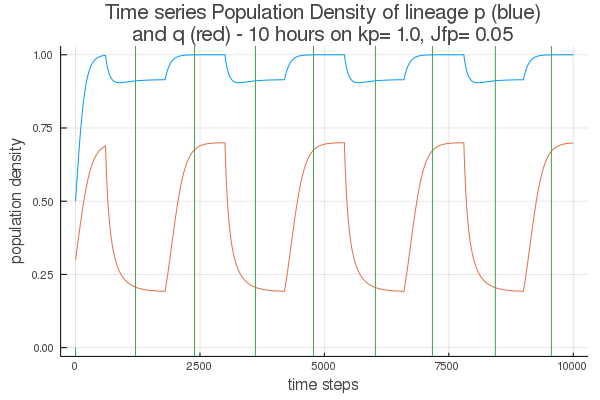 Time series Population Density of lineage p (blue)
and q (red) - 10 hours on kp= 1.0, Jfp= 0.05
1.00
0.75
population density
0.50
0.25
0.00
0
2500
5000
7500
10000
time steps